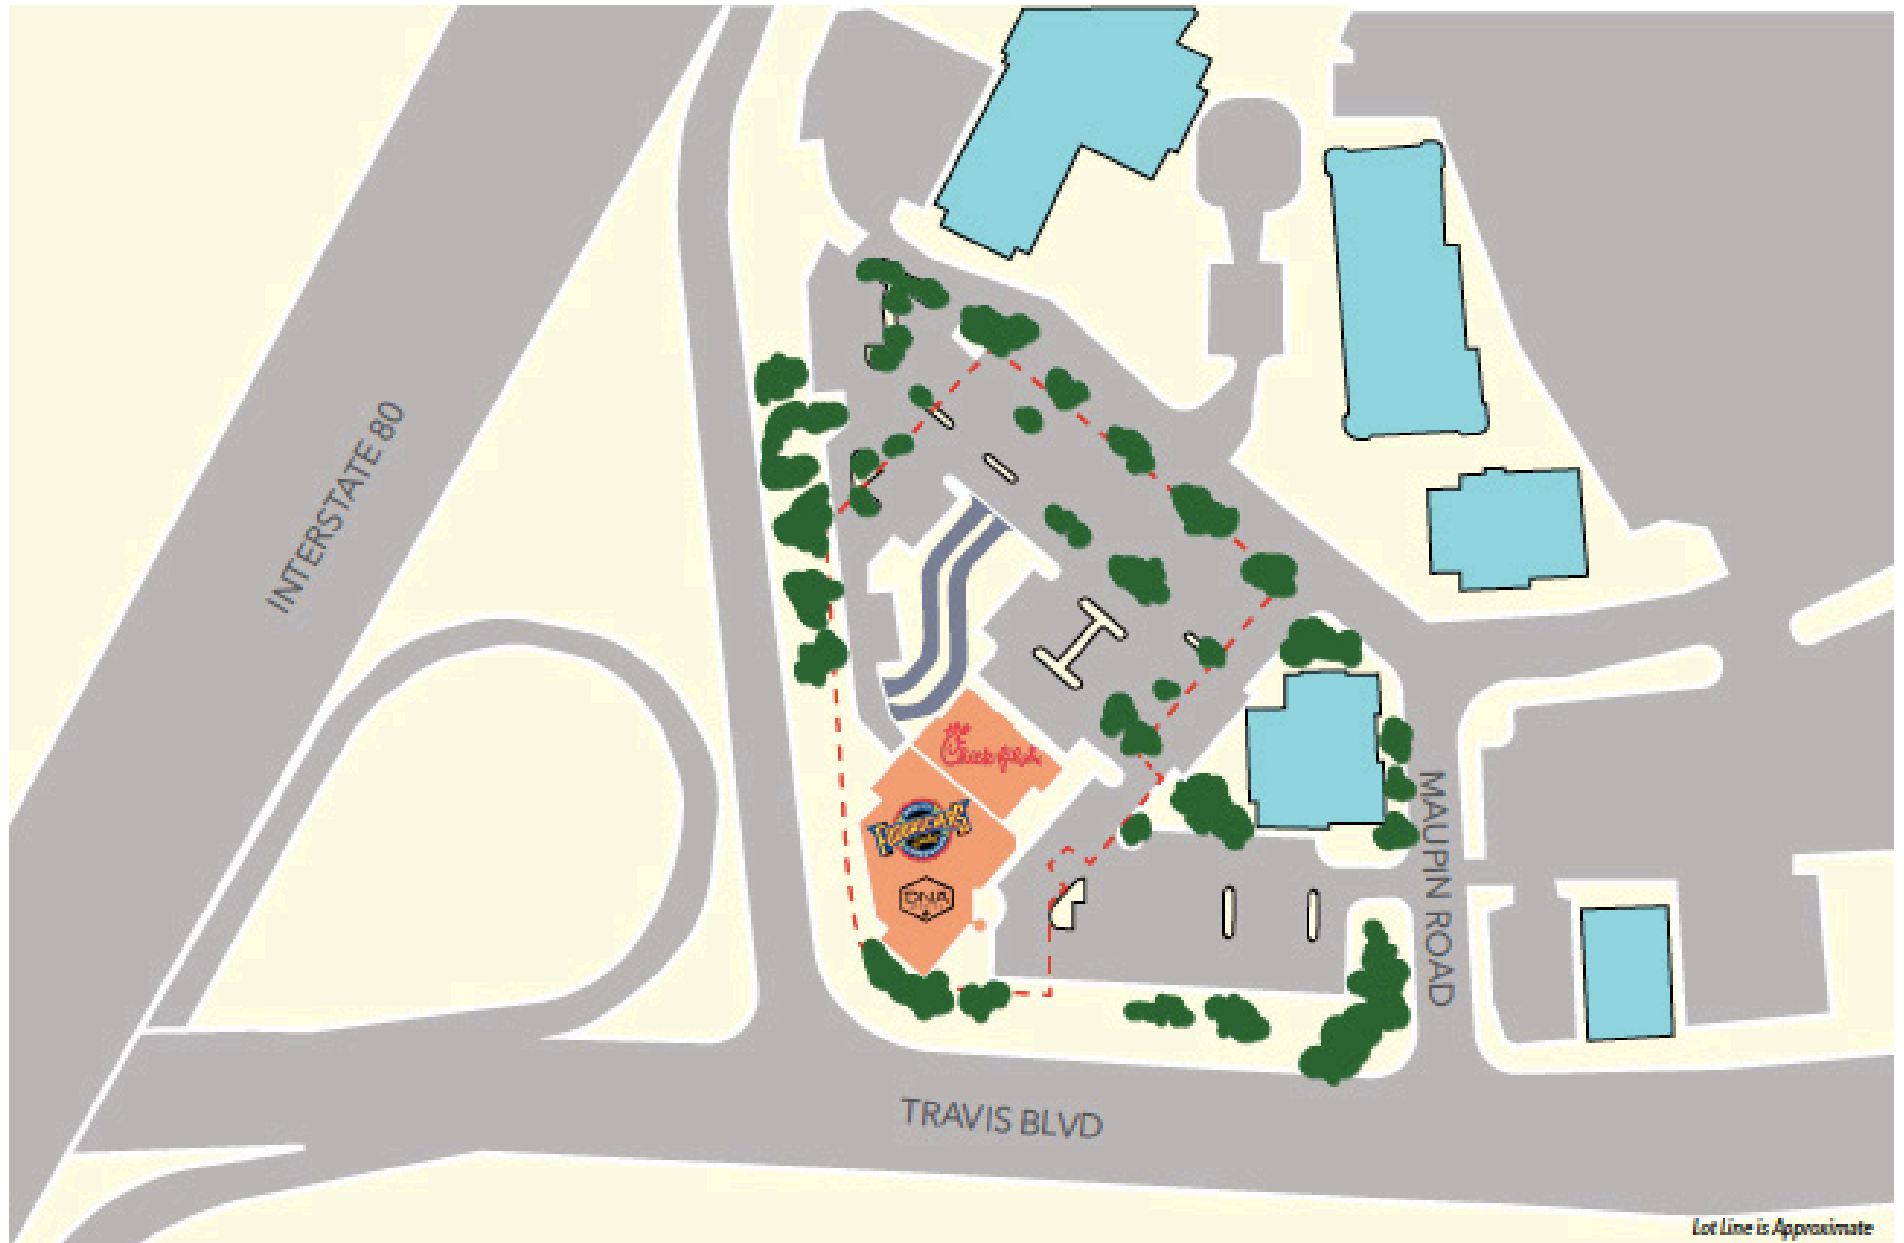 INTERSTATE 80
Chick-fil-A
DNA
MAUPIN ROAD
TRAVIS BLVD
Lot Line is Approximate